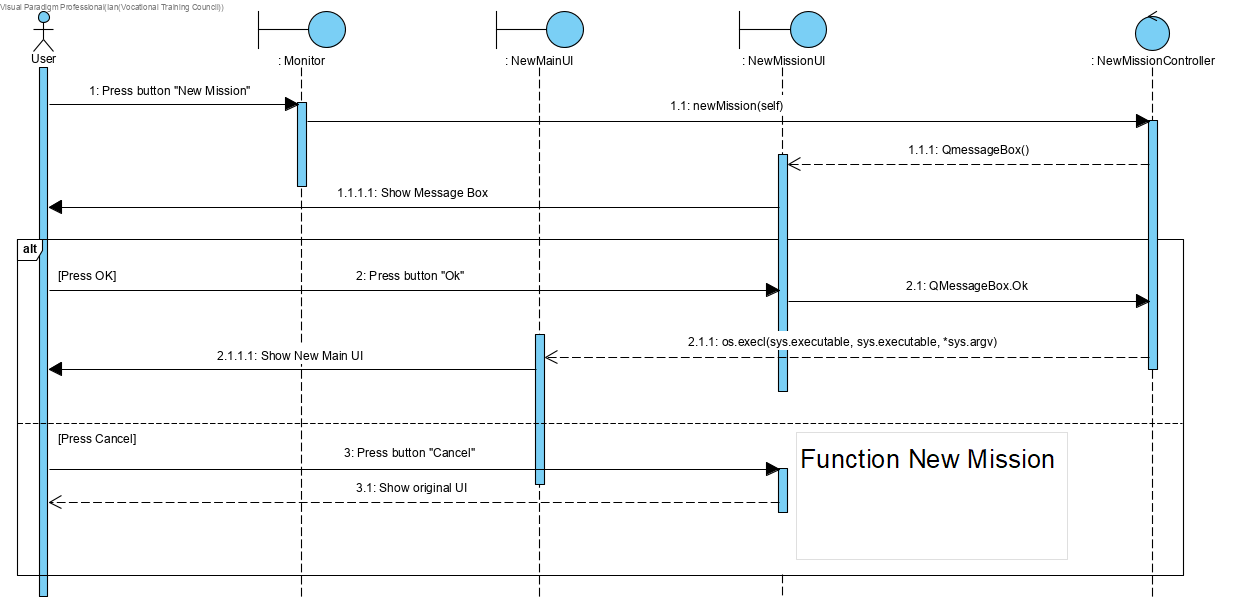 Visual Paradigm Professional(Ian(Vocational Training Council))
User
: Monitor
: NewMainUI
: NewMissionUI
: NewMissionController
1: Press button "New Mission"
1.1: newMission(self)
1.1.1: QmessageBox()
1.1.1.1: Show Message Box
alt
[Press OK]
2: Press button "Ok"
2.1: QMessageBox.Ok
2.1.1: os.execl(sys.executable, sys.executable, *sys.argv)
2.1.1.1: Show New Main UI
[Press Cancel]
3: Press button "Cancel"
Function New Mission
3.1: Show original UI